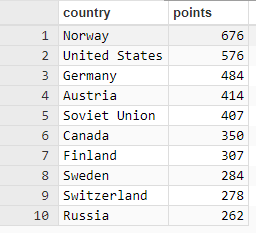 country points
1 Norway 676
2 United States 576
3 Germany 484
4 Austria 414
5 Soviet Union 407
6 Canada 350
7 Finland 307
8 Sweden 284
9 Switzerland 278
10 Russia 262